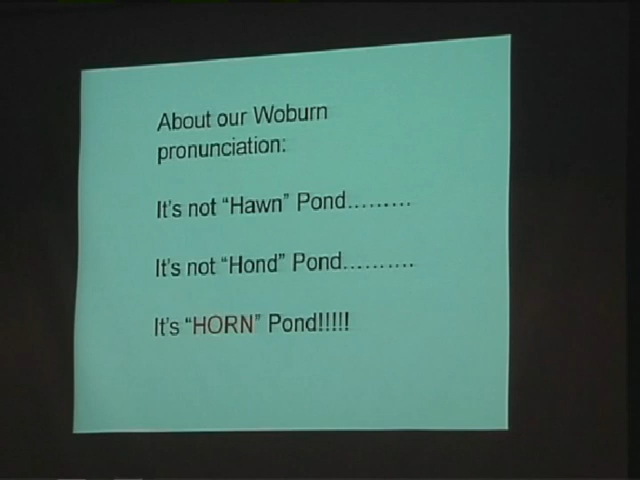 About our Woburn
pronunciation:
It's not "Hawn" Pond.........
It's not "Hond" Pond..........
It's "HORN" Pond!!!!!